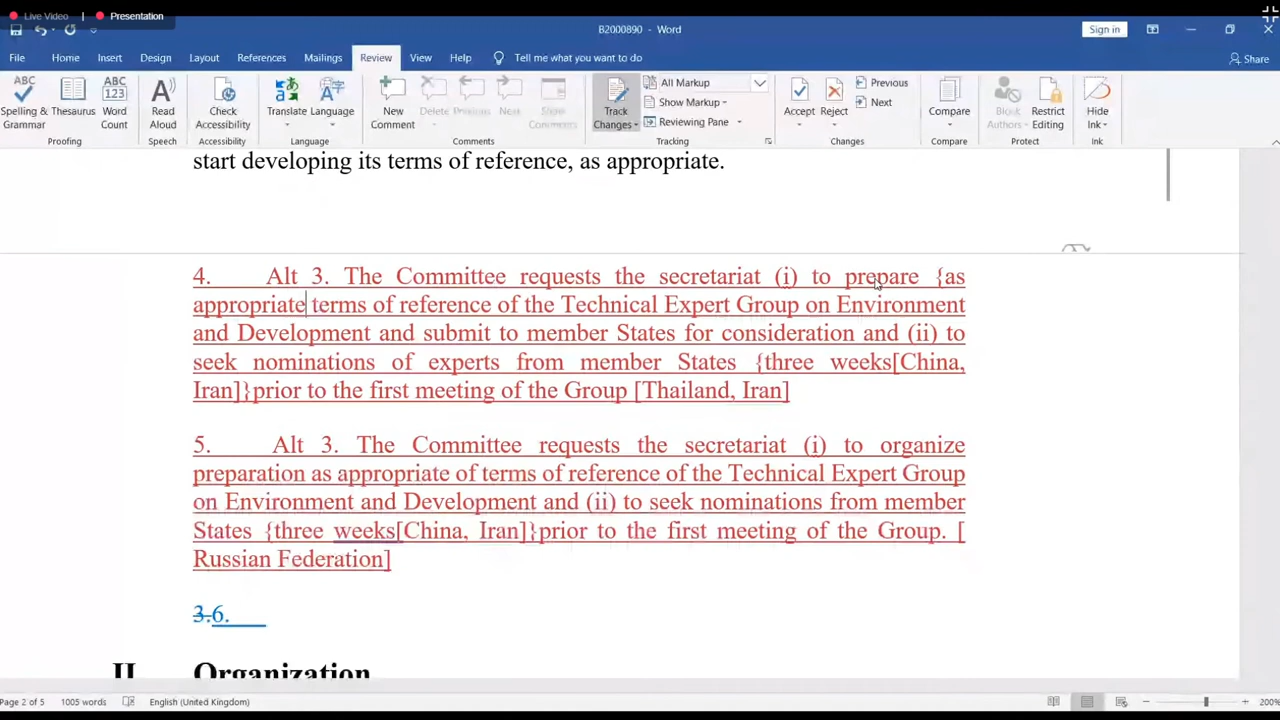 Live Video | Presentation
B2000890 - Word
Sign in
File Home Insert Design Layout References Mailings Review View Help Tell me what you want to do Share
ABC
ABC
123
Spelling & Grammar
Thesaurus
Word Count
Read Aloud
Check Accessibility
Translate
Language
New Comment
Delete
Previous
Next
Show Comments
Track Changes
All Markup
Show Markup
Reviewing Pane
Accept
Reject
Previous
Next
Compare
Block Authors
Restrict Editing
Hide Ink
Proofing Speech Accessibility Language Comments Tracking Changes Compare Protect Ink
start developing its terms of reference, as appropriate.
4. Alt 3. The Committee requests the secretariat (i) to prepare {as
appropriate terms of reference of the Technical Expert Group on Environment
and Development and submit to member States for consideration and (ii) to
seek nominations of experts from member States {three weeks[China,
Iran]}prior to the first meeting of the Group [Thailand, Iran]
5. Alt 3. The Committee requests the secretariat (i) to organize
preparation as appropriate of terms of reference of the Technical Expert Group
on Environment and Development and (ii) to seek nominations from member
States {three weeks[China, Iran]}prior to the first meeting of the Group. [
Russian Federation]
3.6.
II Organization
Page 2 of 5 1005 words English (United Kingdom) 200%